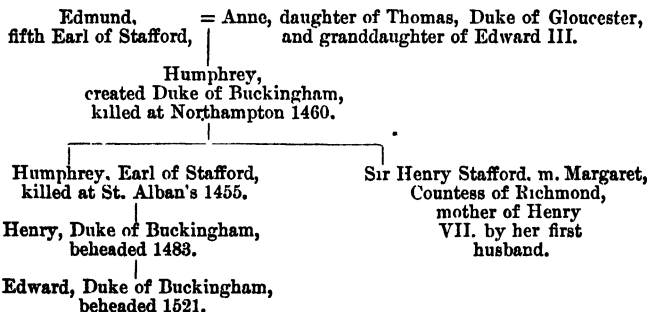 Edmund, = Anne, daughter of Thomas, Duke of Gloucester,
fifth Earl of Stafford, and granddaughter of Edward III.
Humphrey,
created Duke of Buckingham,
killed at Northampton 1460.
Humphrey, Earl of Stafford,
killed at St. Alban's 1455.
Sir Henry Stafford. m. Margaret,
Countess of Richmond,
mother of Henry
VII. by her first
husband.
Henry, Duke of Buckingham,
beheaded 1483.
Edward, Duke of Buckingham,
beheaded 1521.